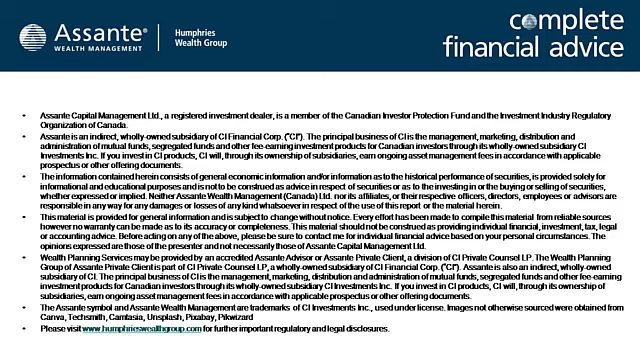 Assante®
WEALTH MANAGEMENT
Humphries
Wealth Group
complete
financial advice
• Assante Capital Management Ltd., a registered investment dealer, is a member of the Canadian Investor Protection Fund and the Investment Industry Regulatory
Organization of Canada.
• Assante is an indirect, wholly-owned subsidiary of CI Financial Corp. ("CI"). The principal business of CI is the management, marketing, distribution and
administration of mutual funds, segregated funds and other fee-earning investment products for Canadian investors through its wholly-owned subsidiary CI
Investments Inc. If you invest in CI products, CI will, through its ownership of subsidiaries, earn ongoing asset management fees in accordance with applicable
prospectus or other offering documents.
• The information contained herein consists of general economic information and/or information as to the historical performance of securities, is provided solely for
informational and educational purposes and is not to be construed as advice in respect of securities or as to the investing in or the buying or selling of securities,
whether expressed or implied. Neither Assante Wealth Management (Canada) Ltd. nor its affiliates, or their respective officers, directors, employees or advisors are
responsible in any way for any damages or losses of any kind whatsoever in respect of the use of this report or the material herein.
• This material is provided for general information and is subject to change without notice. Every effort has been made to compile this material from reliable sources
however no warranty can be made as to its accuracy or completeness. This material should not be construed as providing individual financial, investment, tax, legal
or accounting advice. Before acting on any of the above, please be sure to contact me for individual financial advice based on your personal circumstances. The
opinions expressed are those of the presenter and not necessarily those of Assante Capital Management Ltd.
• Wealth Planning Services may be provided by an accredited Assante Advisor or Assante Private Client, a division of CI Private Counsel LP. The Wealth Planning
Group of Assante Private Client is part of CI Private Counsel LP, a wholly-owned subsidiary of CI Financial Corp. ("CI"). Assante is also an indirect, wholly-owned
subsidiary of CI. The principal business of CI is the management, marketing, distribution and administration of mutual funds, segregated funds and other fee-earning
investment products for Canadian investors through its wholly-owned subsidiary CI Investments Inc. If you invest in CI products, CI will, through its ownership of
subsidiaries, earn ongoing asset management fees in accordance with applicable prospectus or other offering documents.
• The Assante symbol and Assante Wealth Management are trademarks of CI Investments Inc., used under license. Images not otherwise sourced were obtained from
Canva, Techsmith, Camtasia, Unsplash, Pixabay, Pikwizard
• Please visit www.humphrieswealthgroup.com for further important regulatory and legal disclosures.